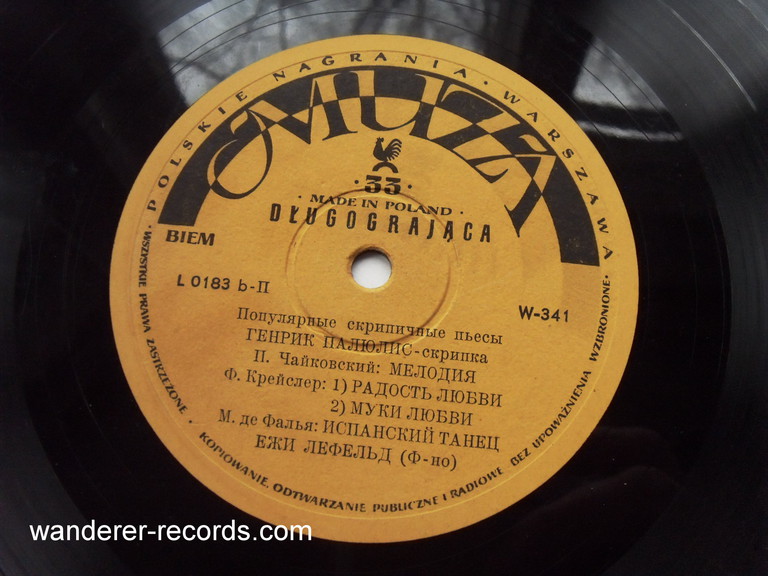 POLSKIE NAGRANIA · WARSZAWA
MUZA
· 33 ·
· MADE IN POLAND ·
DŁUGOGRAJĄCA
BIEM
L 0183 b-II
W-341
Популярные скрипичные пьесы
ГЕНРИК ПАЛЮЛИС-скрипка
П. Чайковский: МЕЛОДИЯ
Ф. Крейслер: 1) РАДОСТЬ ЛЮБВИ
2) МУКИ ЛЮБВИ
М. де Фалья: ИСПАНСКИЙ ТАНЕЦ
ЕЖИ ЛЕФЕЛЬД (Ф-но)
· WSZYSTKIE PRAWA ZASTRZEŻONE · KOPIOWANIE, ODTWARZANIE PUBLICZNE I RADIOWE BEZ UPOWAŻNIENIA WZBRONIONE ·
wanderer-records.com